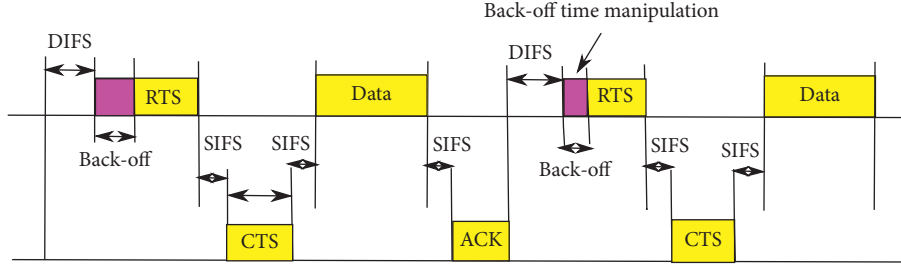 Back-off time manipulation
DIFS
DIFS
RTS
Data
RTS
Data
SIFS
SIFS
SIFS
SIFS
SIFS
Back-off
Back-off
CTS
ACK
CTS